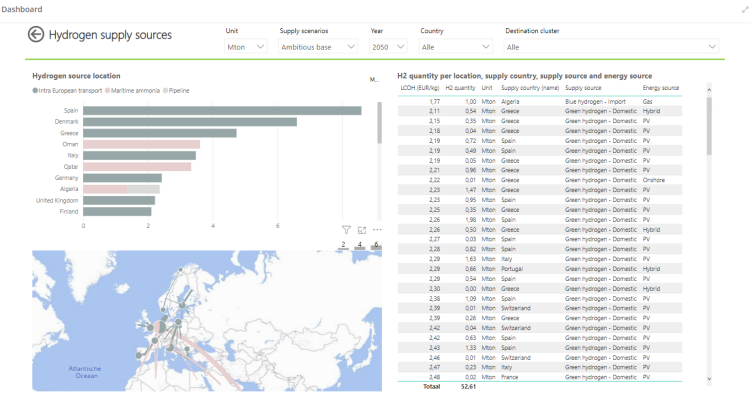 Dashboard
Hydrogen supply sources
Unit
Mton
Supply scenarios
Ambitious base
Year
2050
Country
Alle
Destination cluster
Alle
Hydrogen source location
M...
Intra European transport Maritime ammonia Pipeline
Spain
Denmark
Greece
Oman
Italy
Qatar
Germany
Algeria
United Kingdom
Finland
0 2 4 6
2 4 6
Atlantische
Oceaan
H2 quantity per location, supply country, supply source and energy source
LCOH (EUR/kg) H2 quantity Unit Supply country (name) Supply source Energy source
1,77 1,00 Mton Algeria Blue hydrogen - Import Gas
2,11 0,54 Mton Greece Green hydrogen - Domestic Hybrid
2,15 0,35 Mton Greece Green hydrogen - Domestic PV
2,18 0,04 Mton Greece Green hydrogen - Domestic PV
2,19 0,72 Mton Spain Green hydrogen - Domestic PV
2,19 0,49 Mton Spain Green hydrogen - Domestic PV
2,19 0,05 Mton Greece Green hydrogen - Domestic PV
2,21 0,96 Mton Greece Green hydrogen - Domestic PV
2,22 0,01 Mton Greece Green hydrogen - Domestic Onshore
2,23 1,47 Mton Greece Green hydrogen - Domestic PV
2,23 0,95 Mton Spain Green hydrogen - Domestic PV
2,25 0,35 Mton Greece Green hydrogen - Domestic PV
2,26 1,98 Mton Spain Green hydrogen - Domestic PV
2,26 0,50 Mton Greece Green hydrogen - Domestic Hybrid
2,27 0,03 Mton Spain Green hydrogen - Domestic PV
2,28 0,82 Mton Spain Green hydrogen - Domestic PV
2,29 1,63 Mton Italy Green hydrogen - Domestic PV
2,29 0,66 Mton Portugal Green hydrogen - Domestic Hybrid
2,29 0,54 Mton Spain Green hydrogen - Domestic PV
2,30 0,00 Mton Greece Green hydrogen - Domestic Hybrid
2,38 1,09 Mton Spain Green hydrogen - Domestic PV
2,39 0,01 Mton Switzerland Green hydrogen - Domestic PV
2,39 0,26 Mton Greece Green hydrogen - Domestic PV
2,42 0,04 Mton Switzerland Green hydrogen - Domestic PV
2,42 0,63 Mton Spain Green hydrogen - Domestic PV
2,43 1,33 Mton Spain Green hydrogen - Domestic PV
2,46 0,01 Mton Switzerland Green hydrogen - Domestic PV
2,47 0,23 Mton Italy Green hydrogen - Domestic PV
2,48 0,02 Mton France Green hydrogen - Domestic PV
Totaal 52,61